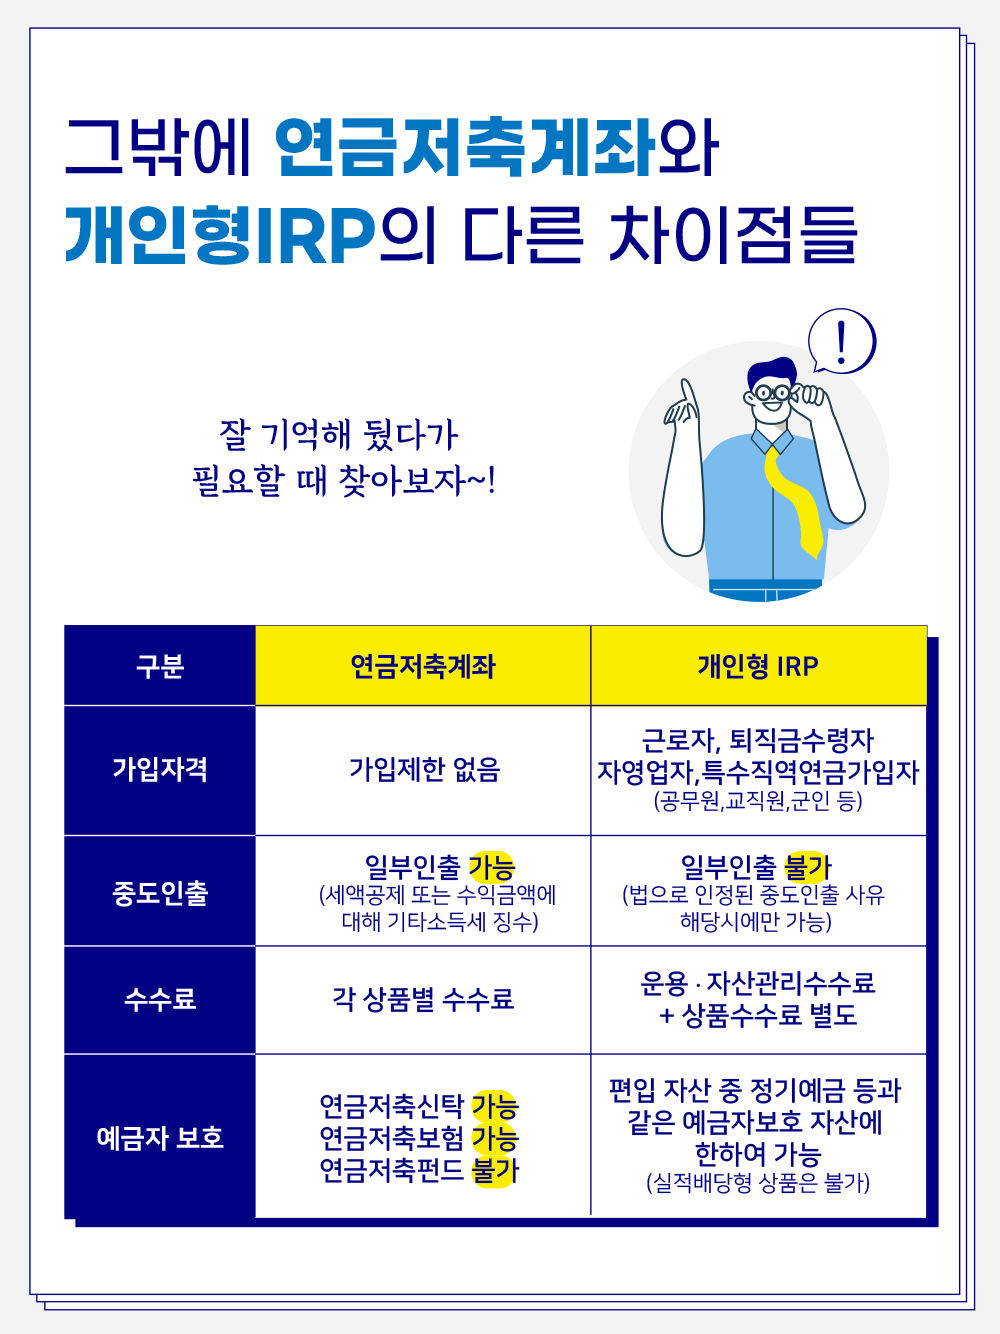 그밖에 연금저축계좌와
개인형IRP의 다른 차이점들
!
잘 기억해 뒀다가
필요할 때 찾아보자~!
구분
연금저축계좌
개인형 IRP
가입자격
가입제한 없음
근로자, 퇴직금수령자
자영업자,특수직역연금가입자
(공무원,교직원,군인 등)
중도인출
일부인출 가능
(세액공제 또는 수익금액에
대해 기타소득세 징수)
일부인출 불가
(법으로 인정된 중도인출 사유
해당시에만 가능)
수수료
각 상품별 수수료
운용 · 자산관리수수료
+ 상품수수료 별도
예금자 보호
연금저축신탁 가능
연금저축보험 가능
연금저축펀드 불가
편입 자산 중 정기예금 등과
같은 예금자보호 자산에
한하여 가능
(실적배당형 상품은 불가)